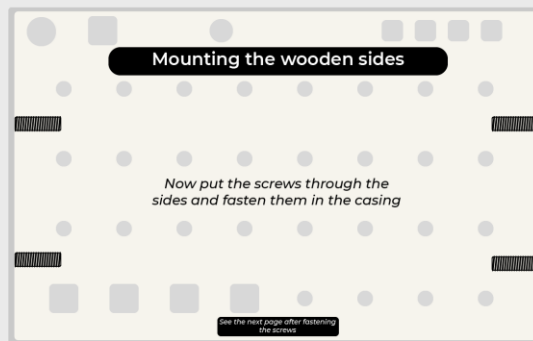 Mounting the wooden sides
Now put the screws through the
sides and fasten them in the casing
See the next page after fastening
the screws